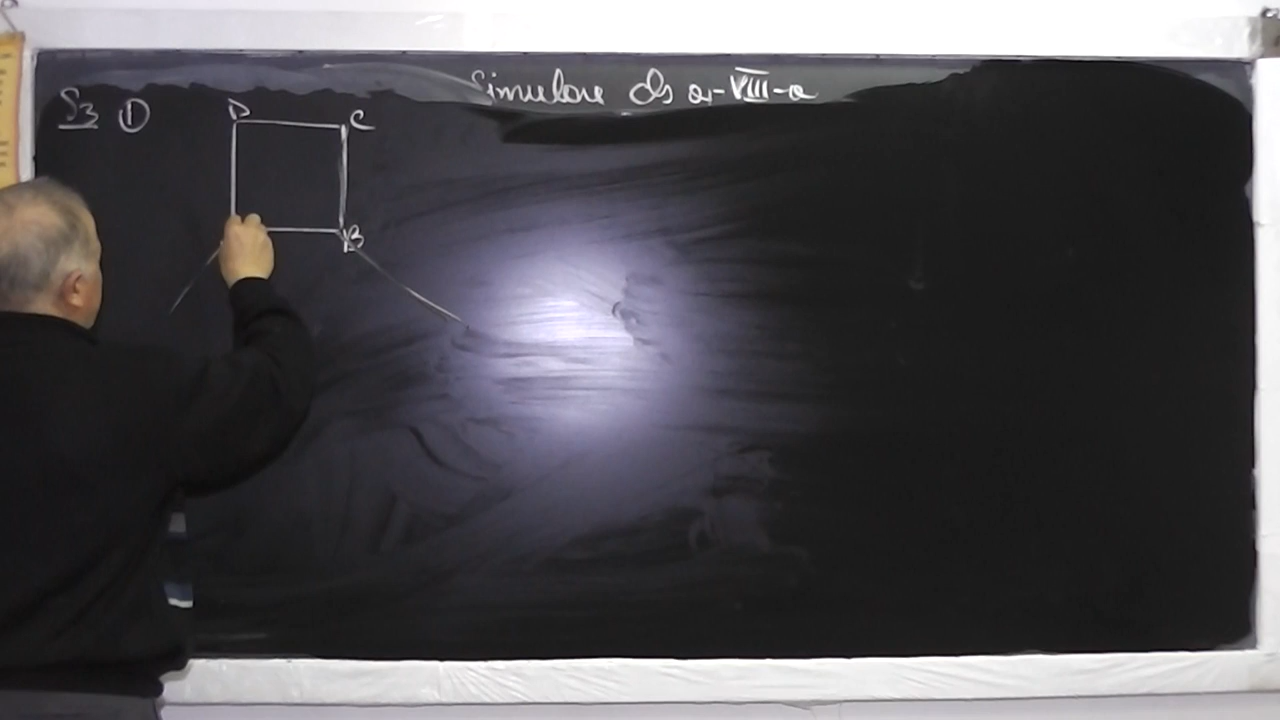 Simulare cls a-VIII-a
S3 ①
D C
B